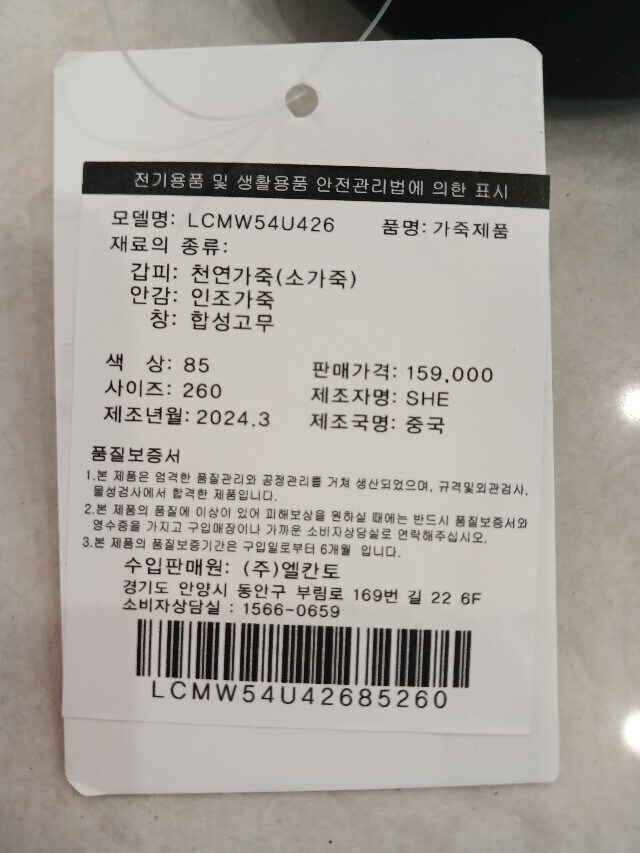 전기용품 및 생활용품 안전관리법에 의한 표시
모델명: LCMW54U426 품명: 가죽제품
재료의 종류:
갑피: 천연가죽(소가죽)
안감: 인조가죽
창: 합성고무
색 상: 85 판매가격: 159,000
사이즈: 260 제조자명: SHE
제조년월: 2024.3 제조국명: 중국
품질보증서
1.본 제품은 엄격한 품질관리와 공정관리를 거쳐 생산되었으며, 규격및외관검사,
물성검사에서 합격한 제품입니다.
2.본 제품의 품질에 이상이 있어 피해보상을 원하실 때에는 반드시 품질보증서와
영수증을 가지고 구입매장이나 가까운 소비자상담실로 연락해주십시오.
3.본 제품의 품질보증기간은 구입일로부터 6개월 입니다.
수입판매원: (주)엘칸토
경기도 안양시 동안구 부림로 169번 길 22 6F
소비자상담실 : 1566-0659
LCMW54U42685260